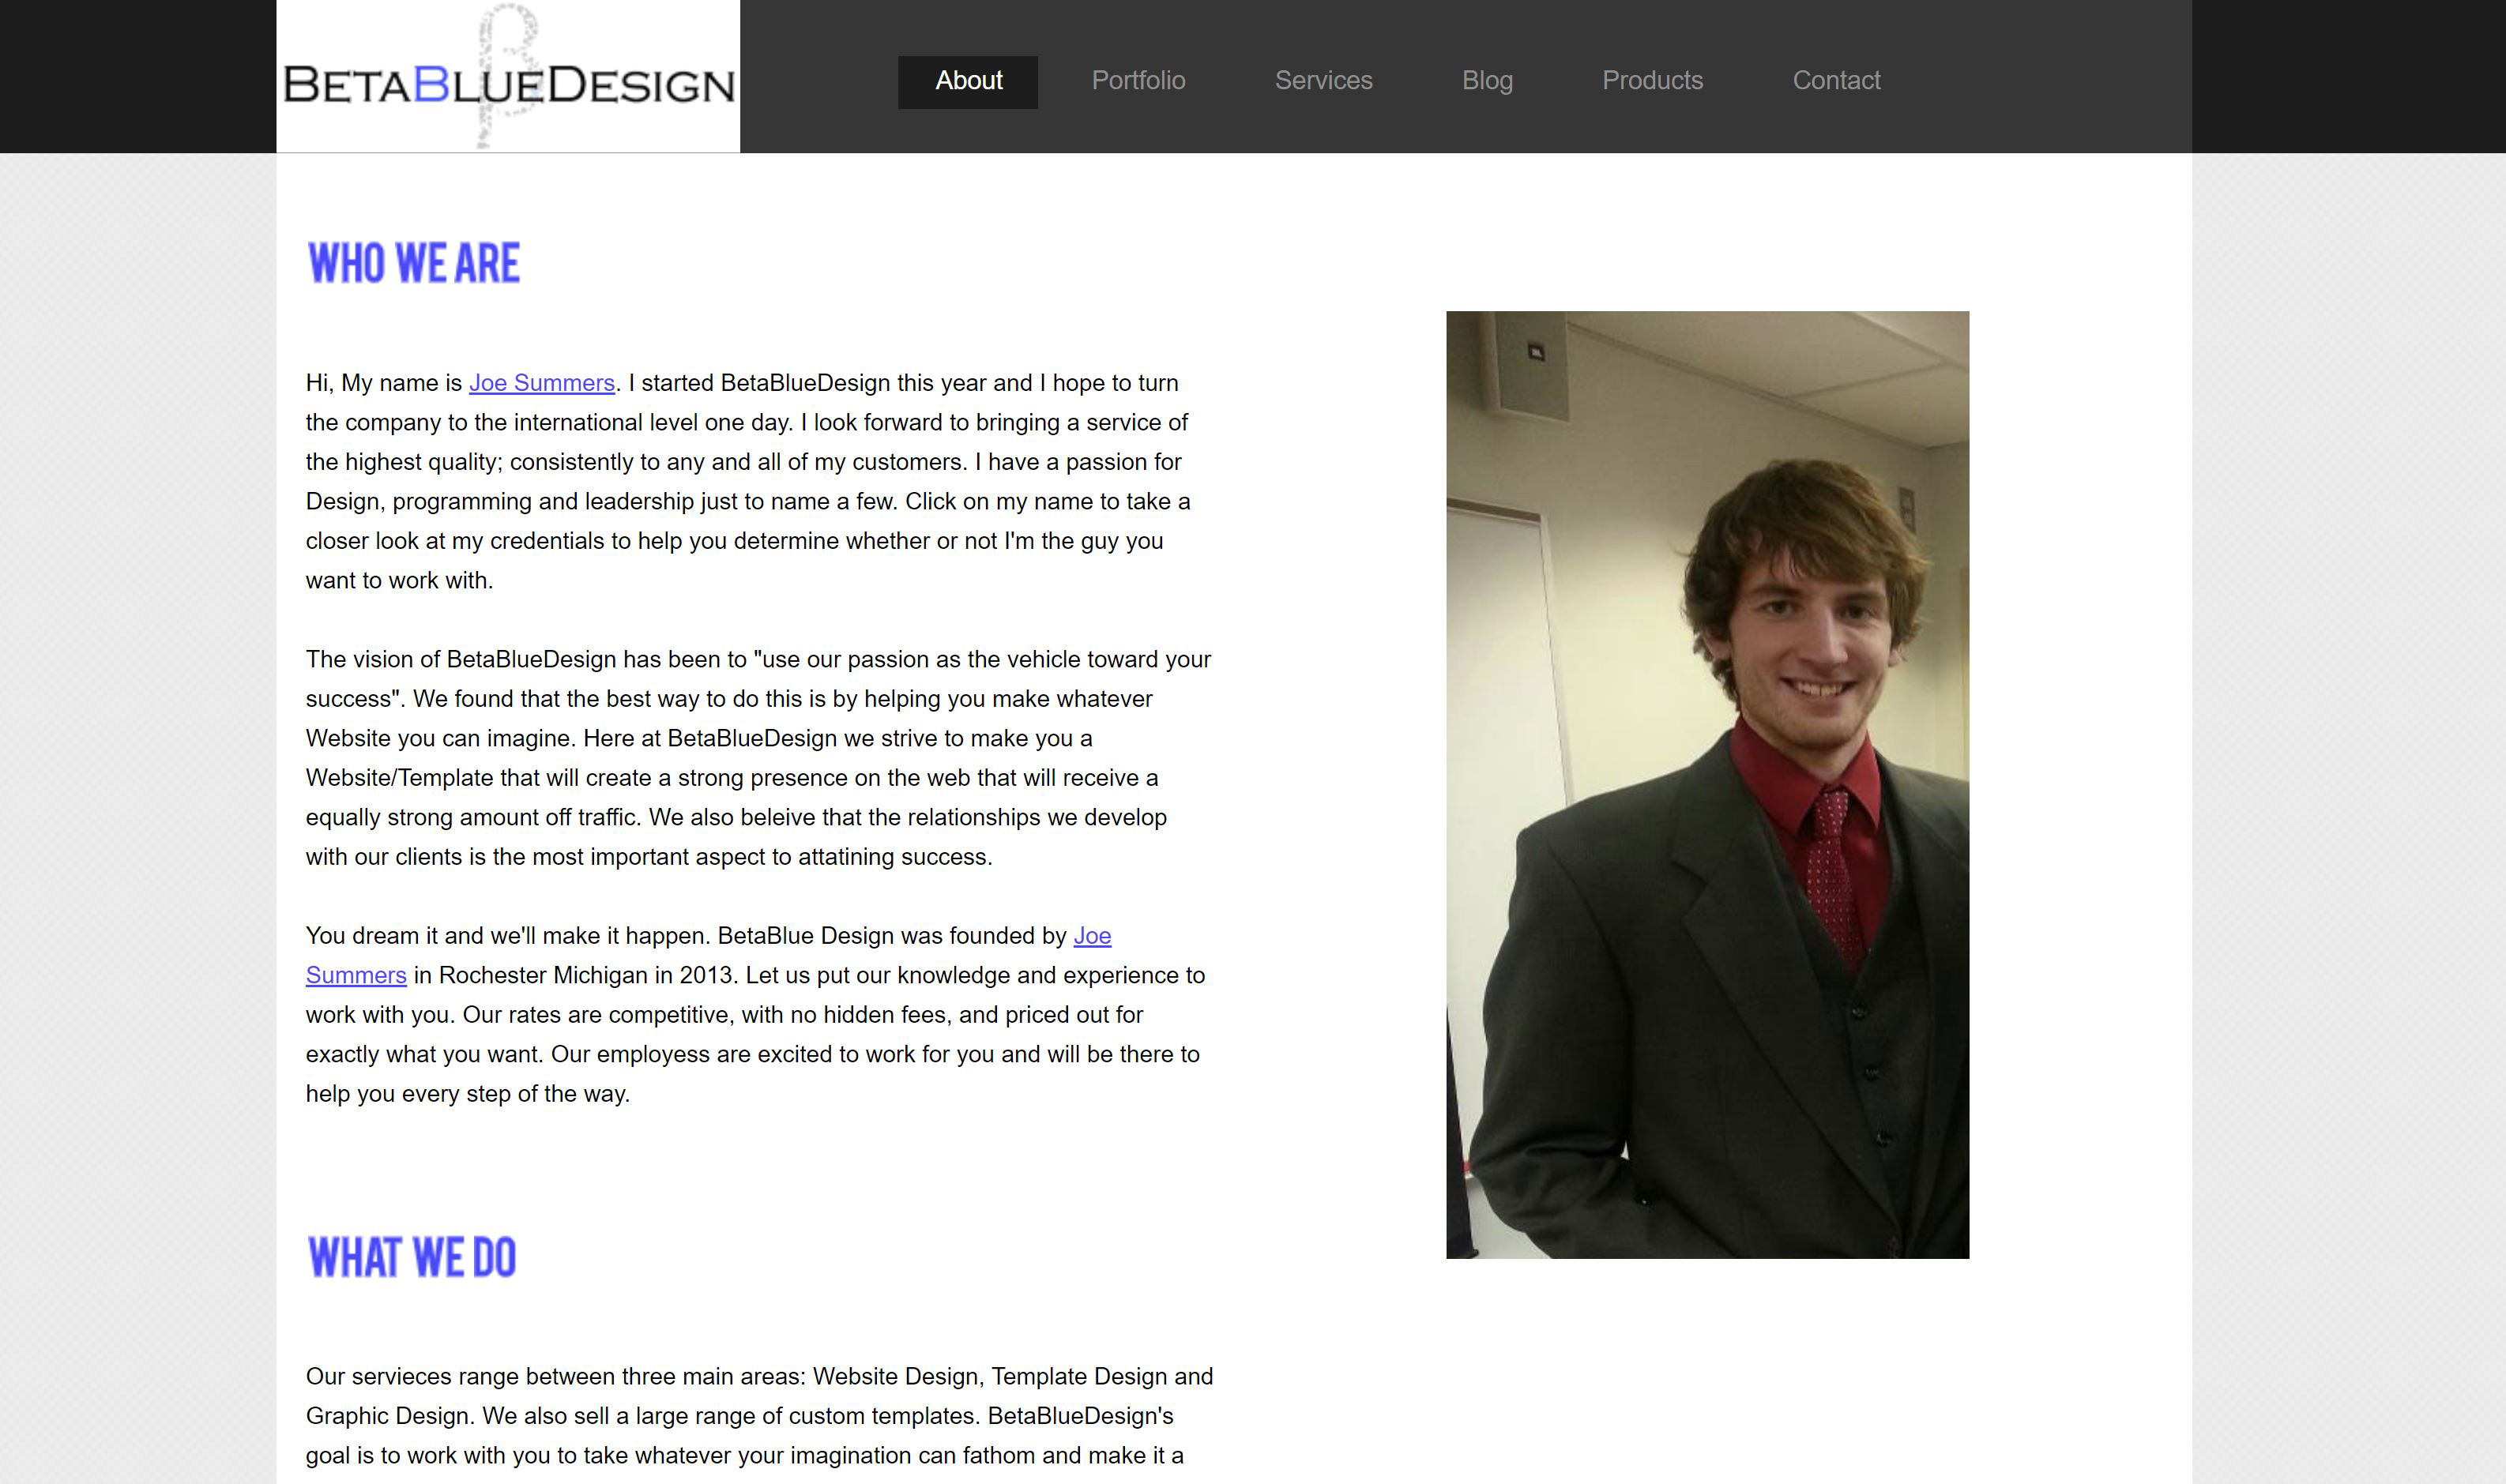 BETABLUEDESIGN
About Portfolio Services Blog Products Contact
WHO WE ARE
Hi, My name is Joe Summers. I started BetaBlueDesign this year and I hope to turn
the company to the international level one day. I look forward to bringing a service of
the highest quality; consistently to any and all of my customers. I have a passion for
Design, programming and leadership just to name a few. Click on my name to take a
closer look at my credentials to help you determine whether or not I'm the guy you
want to work with.
The vision of BetaBlueDesign has been to "use our passion as the vehicle toward your
success". We found that the best way to do this is by helping you make whatever
Website you can imagine. Here at BetaBlueDesign we strive to make you a
Website/Template that will create a strong presence on the web that will receive a
equally strong amount off traffic. We also beleive that the relationships we develop
with our clients is the most important aspect to attatining success.
You dream it and we'll make it happen. BetaBlue Design was founded by Joe
Summers in Rochester Michigan in 2013. Let us put our knowledge and experience to
work with you. Our rates are competitive, with no hidden fees, and priced out for
exactly what you want. Our employess are excited to work for you and will be there to
help you every step of the way.
WHAT WE DO
Our servieces range between three main areas: Website Design, Template Design and
Graphic Design. We also sell a large range of custom templates. BetaBlueDesign's
goal is to work with you to take whatever your imagination can fathom and make it a